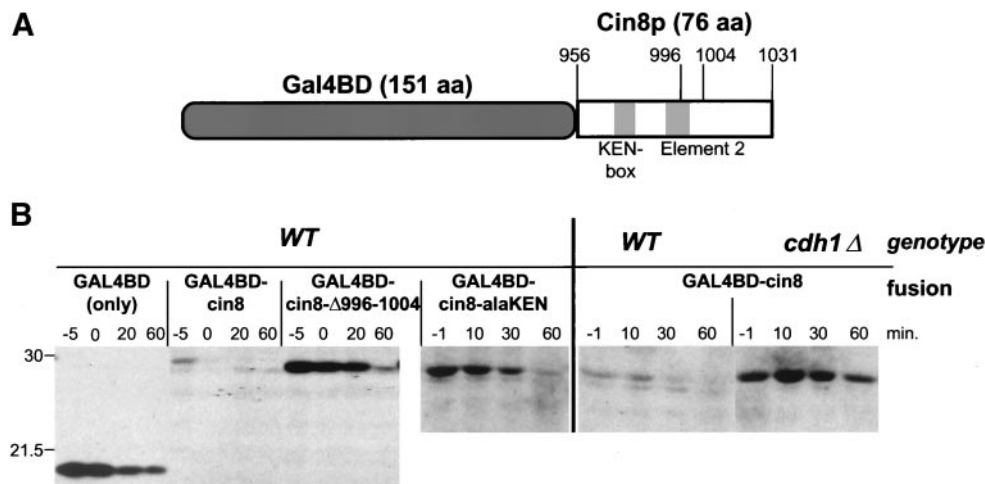 A
Cin8p (76 aa)
956 996 1004 1031
Gal4BD (151 aa)
KEN-
box
Element 2
B
WT WT cdh1 Δ genotype
GAL4BD
(only)
GAL4BD-
cin8
GAL4BD-
cin8-Δ996-1004
GAL4BD-
cin8-alaKEN
GAL4BD-cin8
fusion
-5 0 20 60 -5 0 20 60 -5 0 20 60 -1 10 30 60 -1 10 30 60 -1 10 30 60 min.
30
21.5